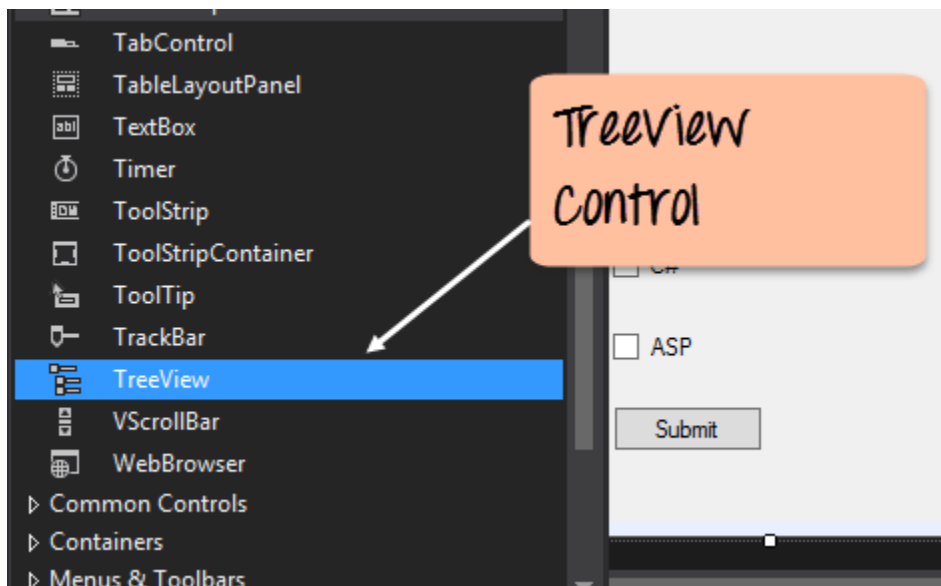 TabControl
TableLayoutPanel
TextBox
Timer
ToolStrip
ToolStripContainer
ToolTip
TrackBar
TreeView
VScrollBar
WebBrowser
Common Controls
Containers
Menus & Toolbars
TreeView
Control
C#
ASP
Submit